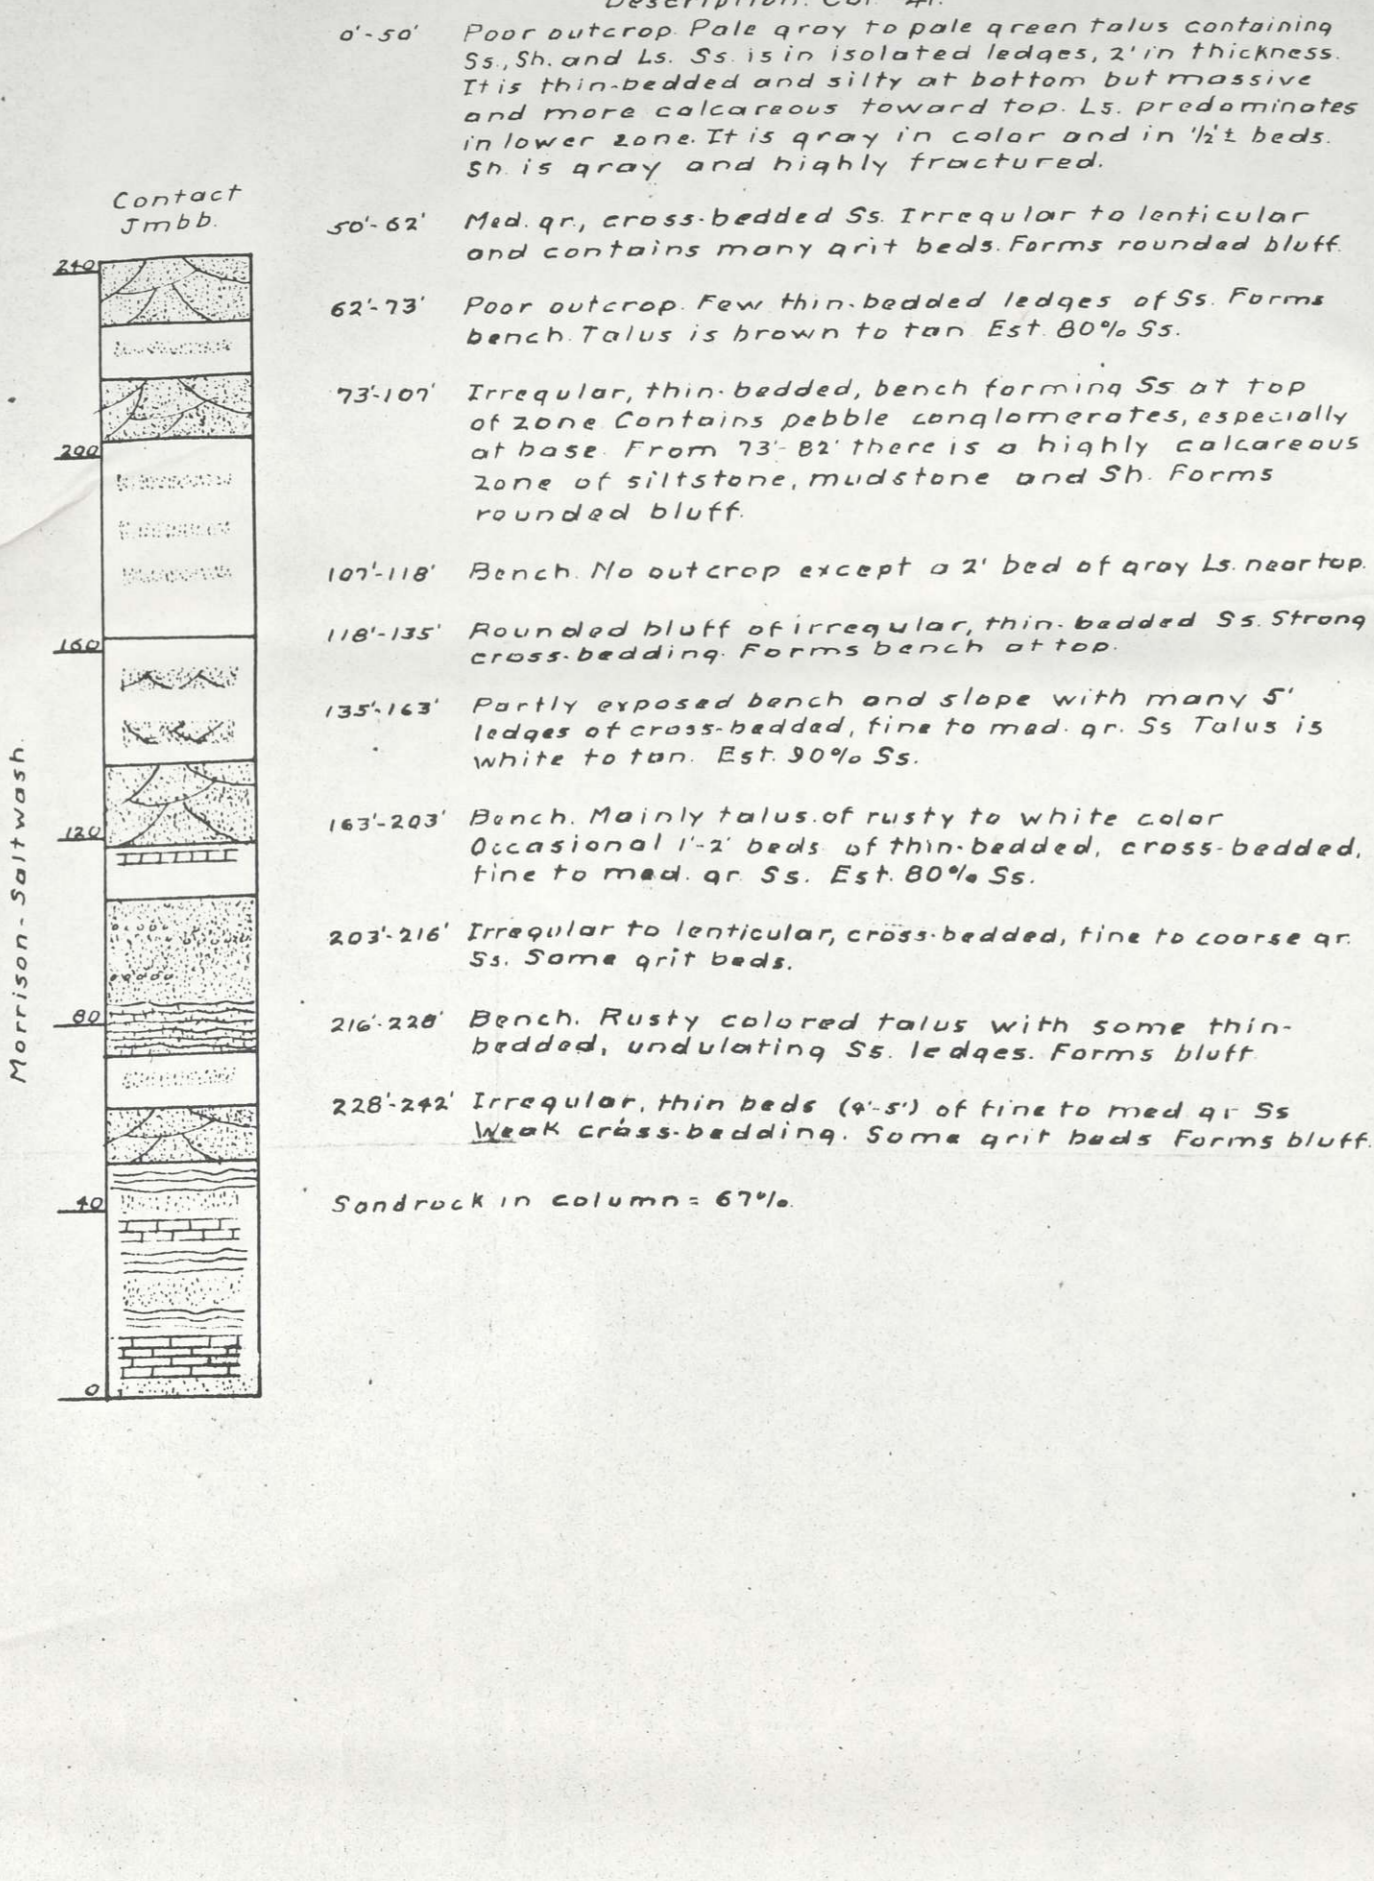 Description. Col. 41.
0'-50' Poor outcrop. Pale gray to pale green talus containing
Ss., Sh. and Ls. Ss. is in isolated ledges, 2' in thickness.
It is thin-bedded and silty at bottom but massive
and more calcareous toward top. Ls. predominates
in lower zone. It is gray in color and in ½'± beds.
Sh. is gray and highly fractured.
Contact
Jmbb.
50'-62' Med. gr., cross-bedded Ss. Irregular to lenticular
and contains many grit beds. Forms rounded bluff.
62'-73' Poor outcrop. Few thin-bedded ledges of Ss. Forms
bench. Talus is brown to tan. Est. 80% Ss.
73'-107' Irregular, thin-bedded, bench forming Ss at top
of zone Contains pebble conglomerates, especially
at base. From 73'-82' there is a highly calcareous
zone of siltstone, mudstone and Sh. Forms
rounded bluff.
107'-118' Bench. No outcrop except a 2' bed of gray Ls. near top.
118'-135' Rounded bluff of irregular, thin-bedded Ss. Strong
cross-bedding. Forms bench at top.
135'-163' Partly exposed bench and slope with many 5'
ledges of cross-bedded, fine to med. gr. Ss Talus is
white to tan. Est. 90% Ss.
163'-203' Bench. Mainly talus of rusty to white color
Occasional 1'-2' beds of thin-bedded, cross-bedded,
fine to med. gr. Ss. Est. 80% Ss.
203'-216' Irregular to lenticular, cross-bedded, fine to coarse gr.
Ss. Some grit beds.
216'-228' Bench. Rusty colored talus with some thin-
bedded, undulating Ss. ledges. Forms bluff
228'-242' Irregular, thin beds (4'-5') of fine to med gr Ss
Weak cross-bedding. Some grit beds Forms bluff.
Sandrock in column = 67%.
240
200
160
120
80
40
0
Morrison-Saltwash.